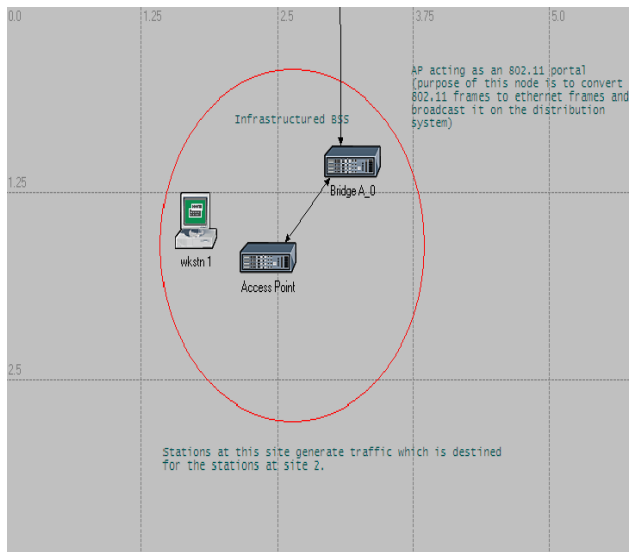 0.0 1.25 2.5 3.75 5.0
AP acting as an 802.11 portal
(purpose of this node is to convert
802.11 frames to ethernet frames and
broadcast it on the distribution
system)
Infrastructured BSS
Bridge A_0
1.25
wkstn 1
Access Point
2.5
Stations at this site generate traffic which is destined
for the stations at site 2.